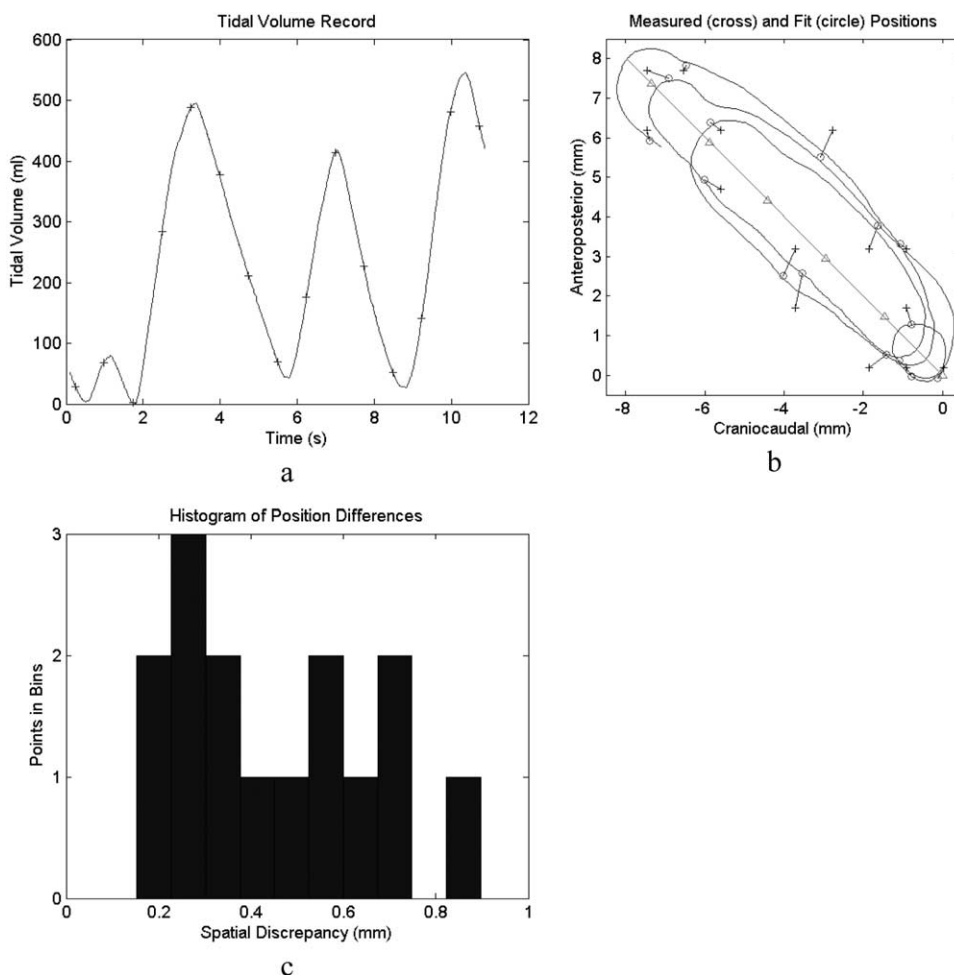 Tidal Volume Record
600
500
400
300
200
100
0
Tidal Volume (ml)
0 2 4 6 8 10 12
Time (s)
a
Measured (cross) and Fit (circle) Positions
8
7
6
5
4
3
2
1
0
Anteroposterior (mm)
-8 -6 -4 -2 0
Craniocaudal (mm)
b
Histogram of Position Differences
3
2
1
0
Points in Bins
0 0.2 0.4 0.6 0.8 1
Spatial Discrepancy (mm)
c